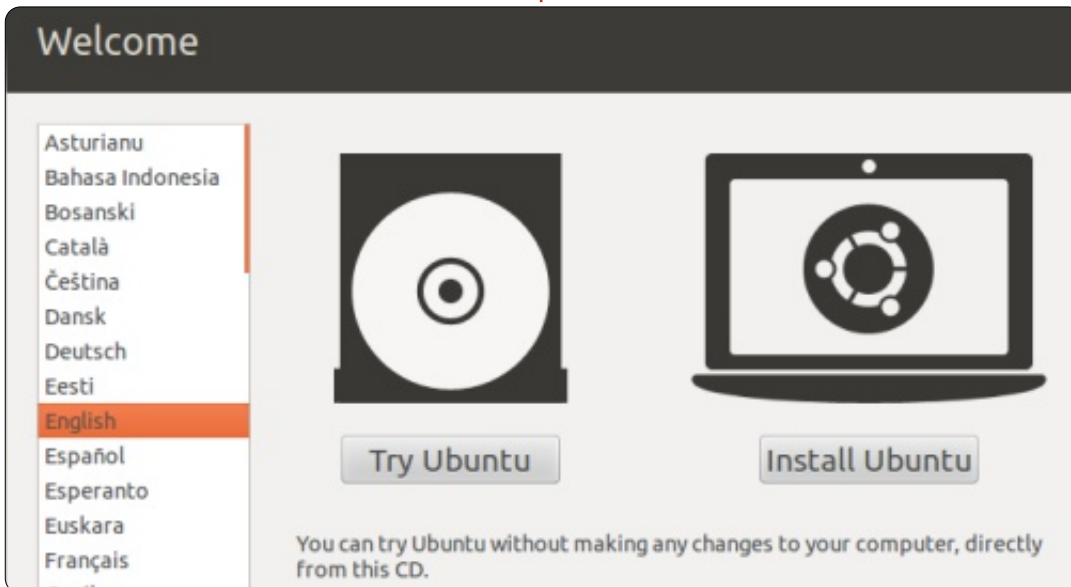 Welcome
Asturianu
Bahasa Indonesia
Bosanski
Català
Čeština
Dansk
Deutsch
Eesti
English
Español
Esperanto
Euskara
Français
Try Ubuntu
Install Ubuntu
You can try Ubuntu without making any changes to your computer, directly
from this CD.